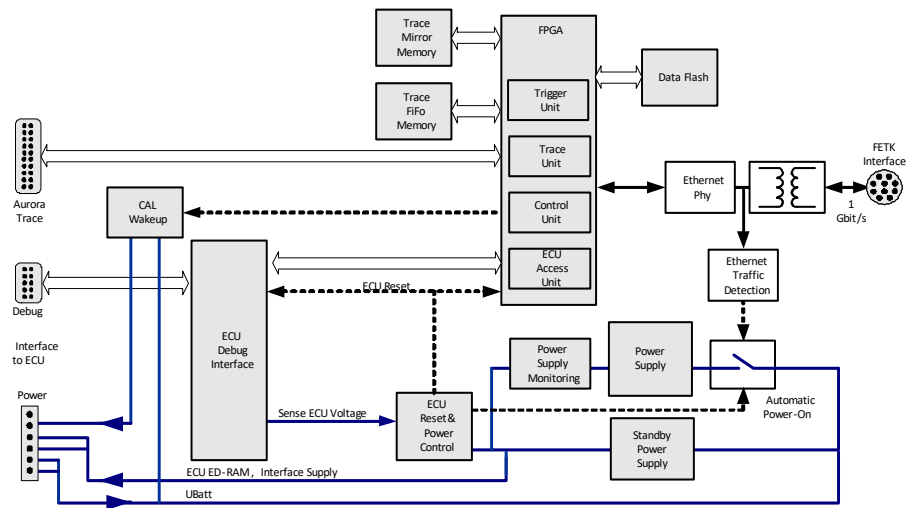 Trace
Mirror
Memory
FPGA
Data Flash
Trace
FiFo
Memory
Trigger
Unit
Trace
Unit
Aurora
Trace
CAL
Wakeup
Control
Unit
Ethernet
Phy
FETK
Interface
1
Gbit/s
ECU
Access
Unit
ECU Reset
Ethernet
Traffic
Detection
Debug
Interface
to ECU
ECU
Debug
Interface
Power
Supply
Monitoring
Power
Supply
Automatic
Power-On
Power
Sense ECU Voltage
ECU
Reset&
Power
Control
Standby
Power
Supply
ECU ED-RAM, Interface Supply
UBatt